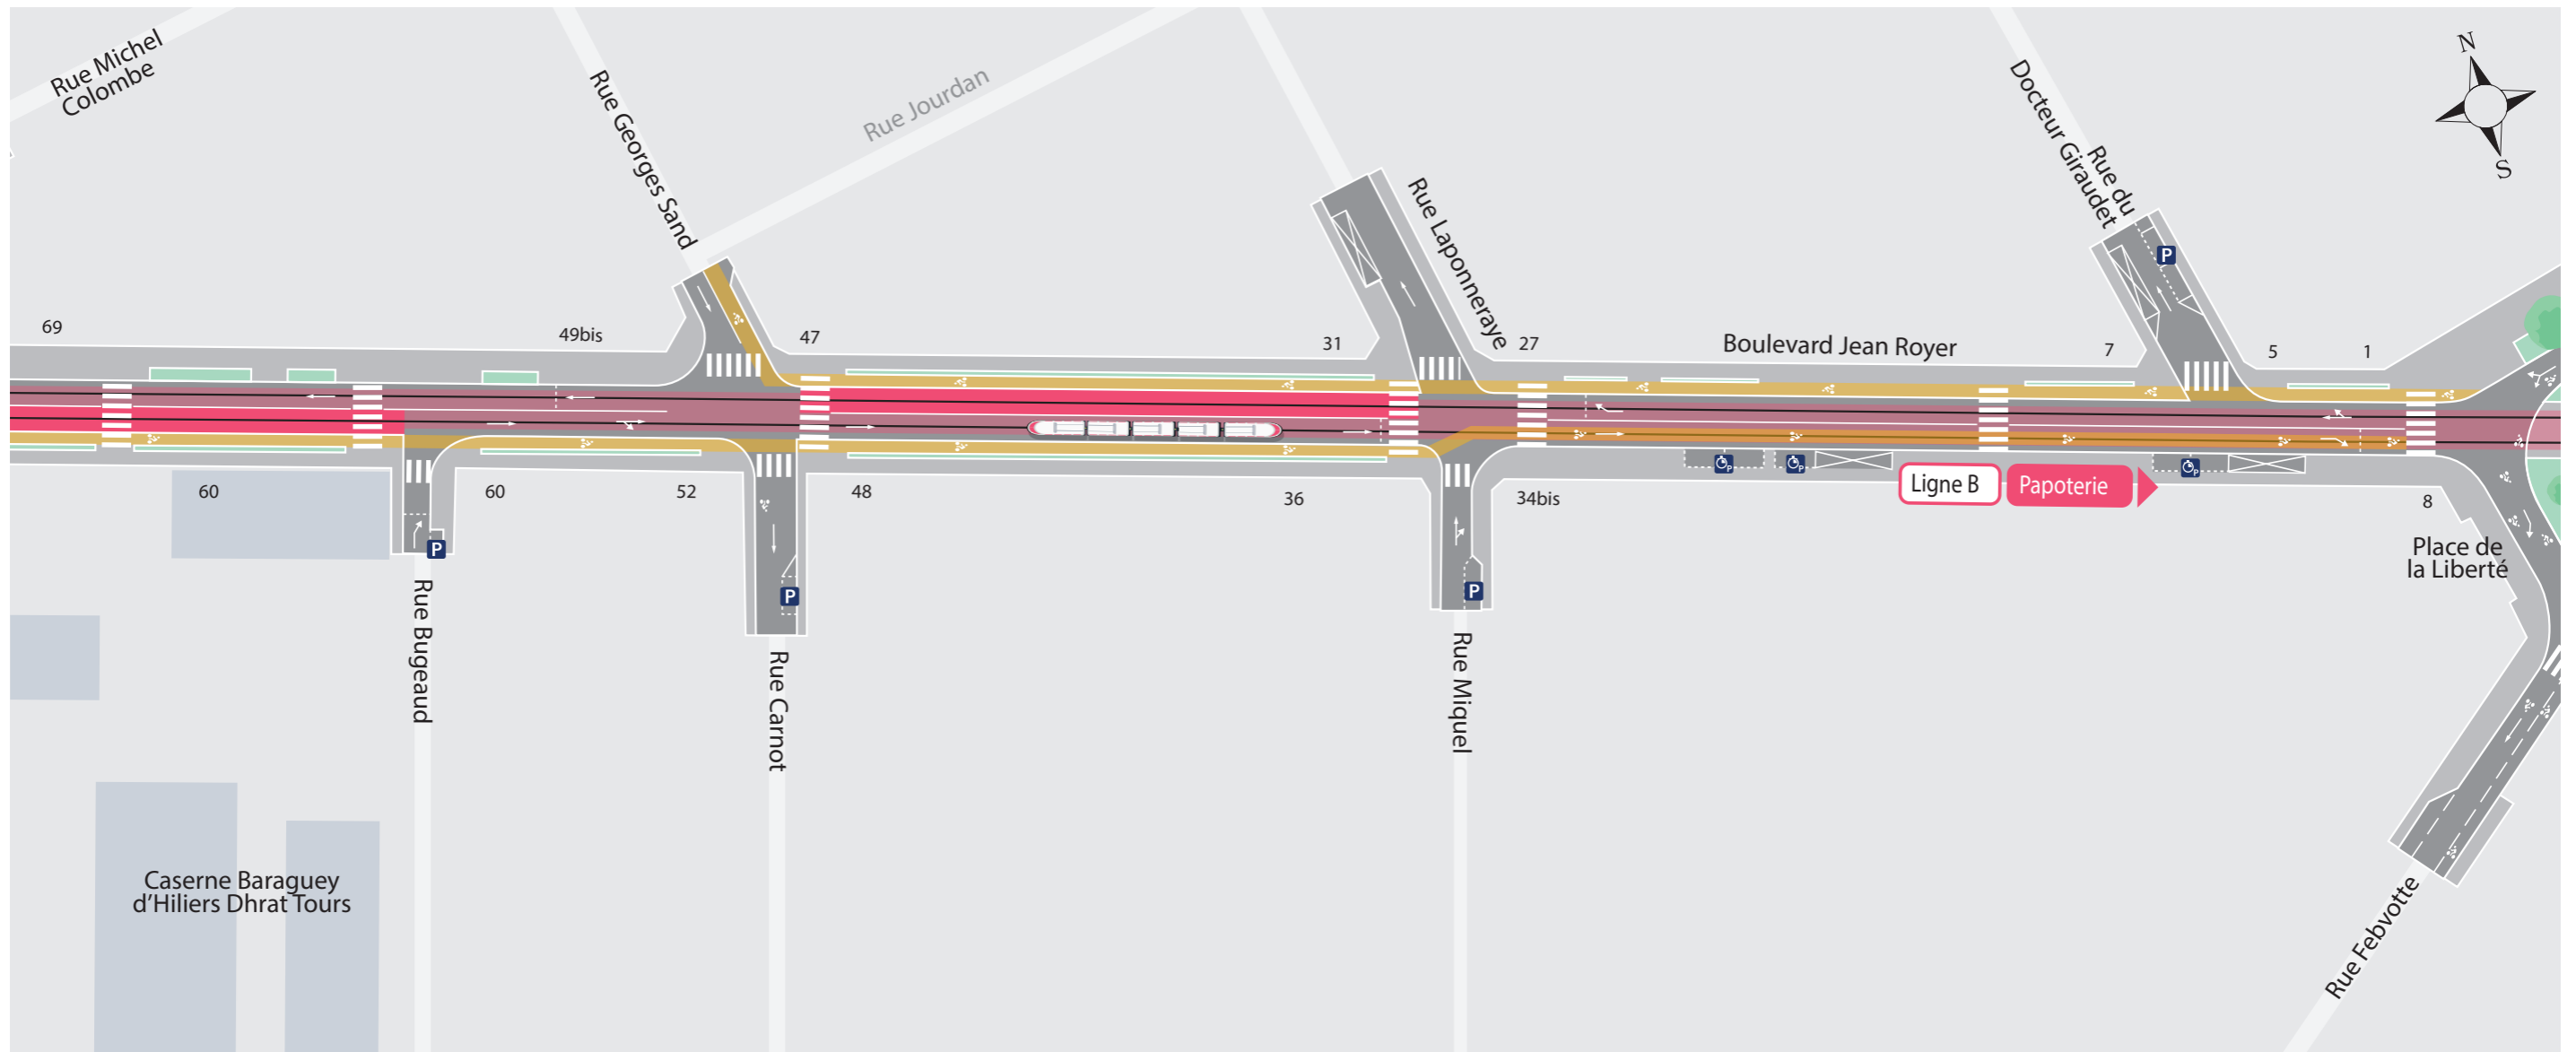 Rue Michel
Colombe
Rue Georges Sand
Rue Jourdan
Rue Laponneraye
Rue du
Docteur Giraudet
N
S
69
49bis
47
31
27
Boulevard Jean Royer
7
5
1
P
60
60
52
48
36
34bis
P
P
P
Ligne B
Papoterie
P
8
Place de
la Liberté
P
P
P
Rue Bugeaud
Rue Carnot
Rue Miquel
Caserne Baraguey
d'Hiliers Dhrat Tours
Rue Febvotte